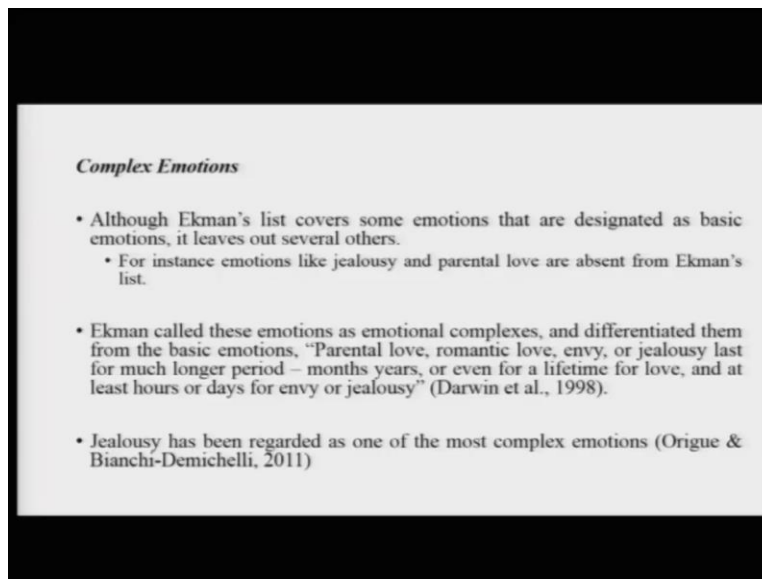 Complex Emotions
• Although Ekman's list covers some emotions that are designated as basic
emotions, it leaves out several others.
• For instance emotions like jealousy and parental love are absent from Ekman's
list.
• Ekman called these emotions as emotional complexes, and differentiated them
from the basic emotions, “Parental love, romantic love, envy, or jealousy last
for much longer period – months years, or even for a lifetime for love, and at
least hours or days for envy or jealousy” (Darwin et al., 1998).
• Jealousy has been regarded as one of the most complex emotions (Origue &
Bianchi-Demichelli, 2011)